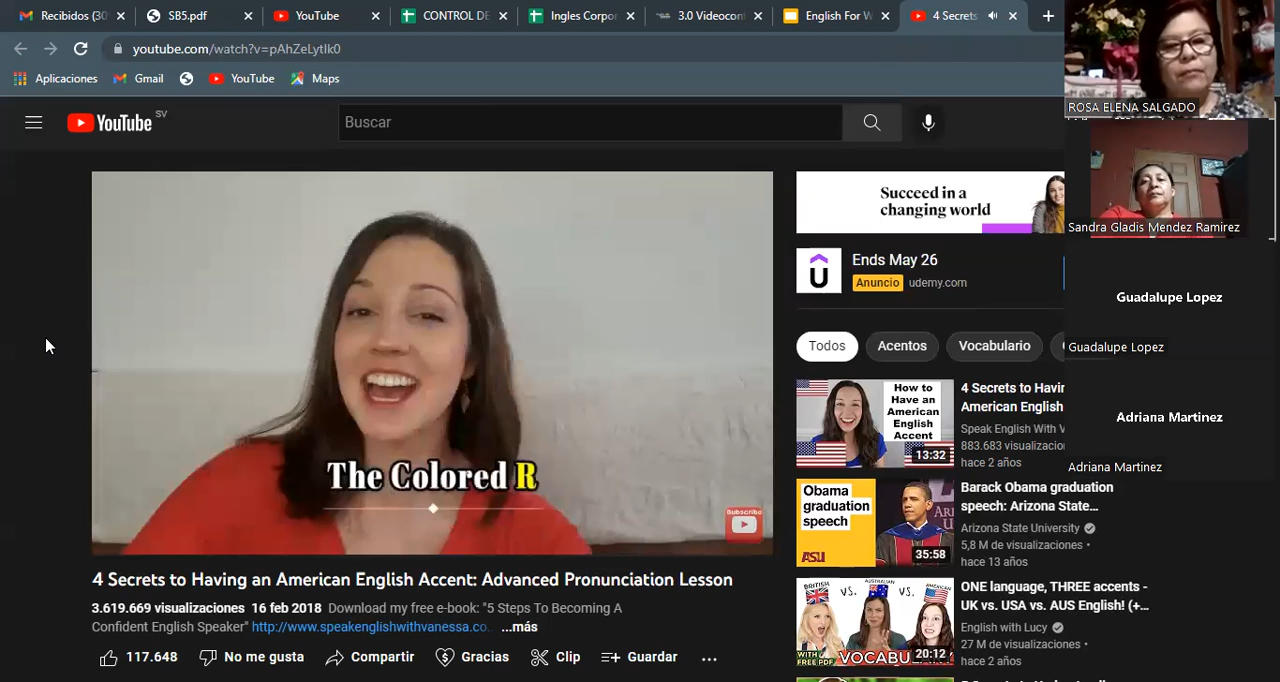 Recibidos (30
SB5.pdf
YouTube
CONTROL DE
Ingles Corpor
3.0 Videocon
English For W
4 Secrets
youtube.com/watch?v=pAhZeLytIk0
Aplicaciones
Gmail
YouTube
Maps
YouTube SV
Buscar
The Colored R
Subscribe
4 Secrets to Having an American English Accent: Advanced Pronunciation Lesson
3.619.669 visualizaciones 16 feb 2018 Download my free e-book: "5 Steps To Becoming A
Confident English Speaker" http://www.speakenglishwithvanessa.co... ...más
117.648
No me gusta
Compartir
Gracias
Clip
Guardar
Succeed in a
changing world
Ends May 26
Anuncio udemy.com
Todos
Acentos
Vocabulario
How to
Have an
American
English
Accent
13:32
4 Secrets to Havin
American English
Speak English With V
883.683 visualizacion
hace 2 años
Obama
graduation
speech
ASU
35:58
Barack Obama graduation
speech: Arizona State...
Arizona State University
5,8 M de visualizaciones •
hace 13 años
BRITISH
VS.
AUSTRALIAN
VS.
AMERICAN
WITH
FREE PDF
VOCABU
20:12
ONE language, THREE accents -
UK vs. USA vs. AUS English! (+...
English with Lucy
27 M de visualizaciones •
hace 2 años
ROSA ELENA SALGADO
Sandra Gladis Mendez Ramirez
Guadalupe Lopez
Guadalupe Lopez
Adriana Martinez
Adriana Martinez